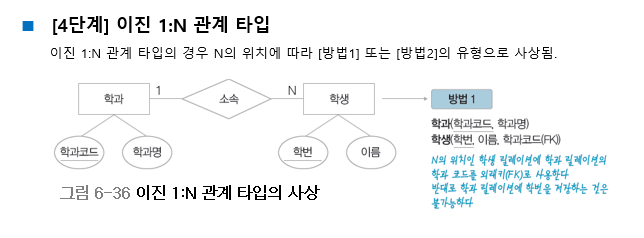 [4단계] 이진 1:N 관계 타입
이진 1:N 관계 타입의 경우 N의 위치에 따라 [방법1] 또는 [방법2]의 유형으로 사상됨.
학과 1 소속 N 학생
방법 1
학과코드 학과명 학번 이름
학과(학과코드, 학과명)
학생(학번, 이름, 학과코드(FK))
N의 위치인 학생 릴레이션에 학과 릴레이션의
학과 코드를 외래키(FK)로 사용한다
반대로 학과 릴레이션에 학번을 저장하는 것은
불가능하다
그림 6-36 이진 1:N 관계 타입의 사상